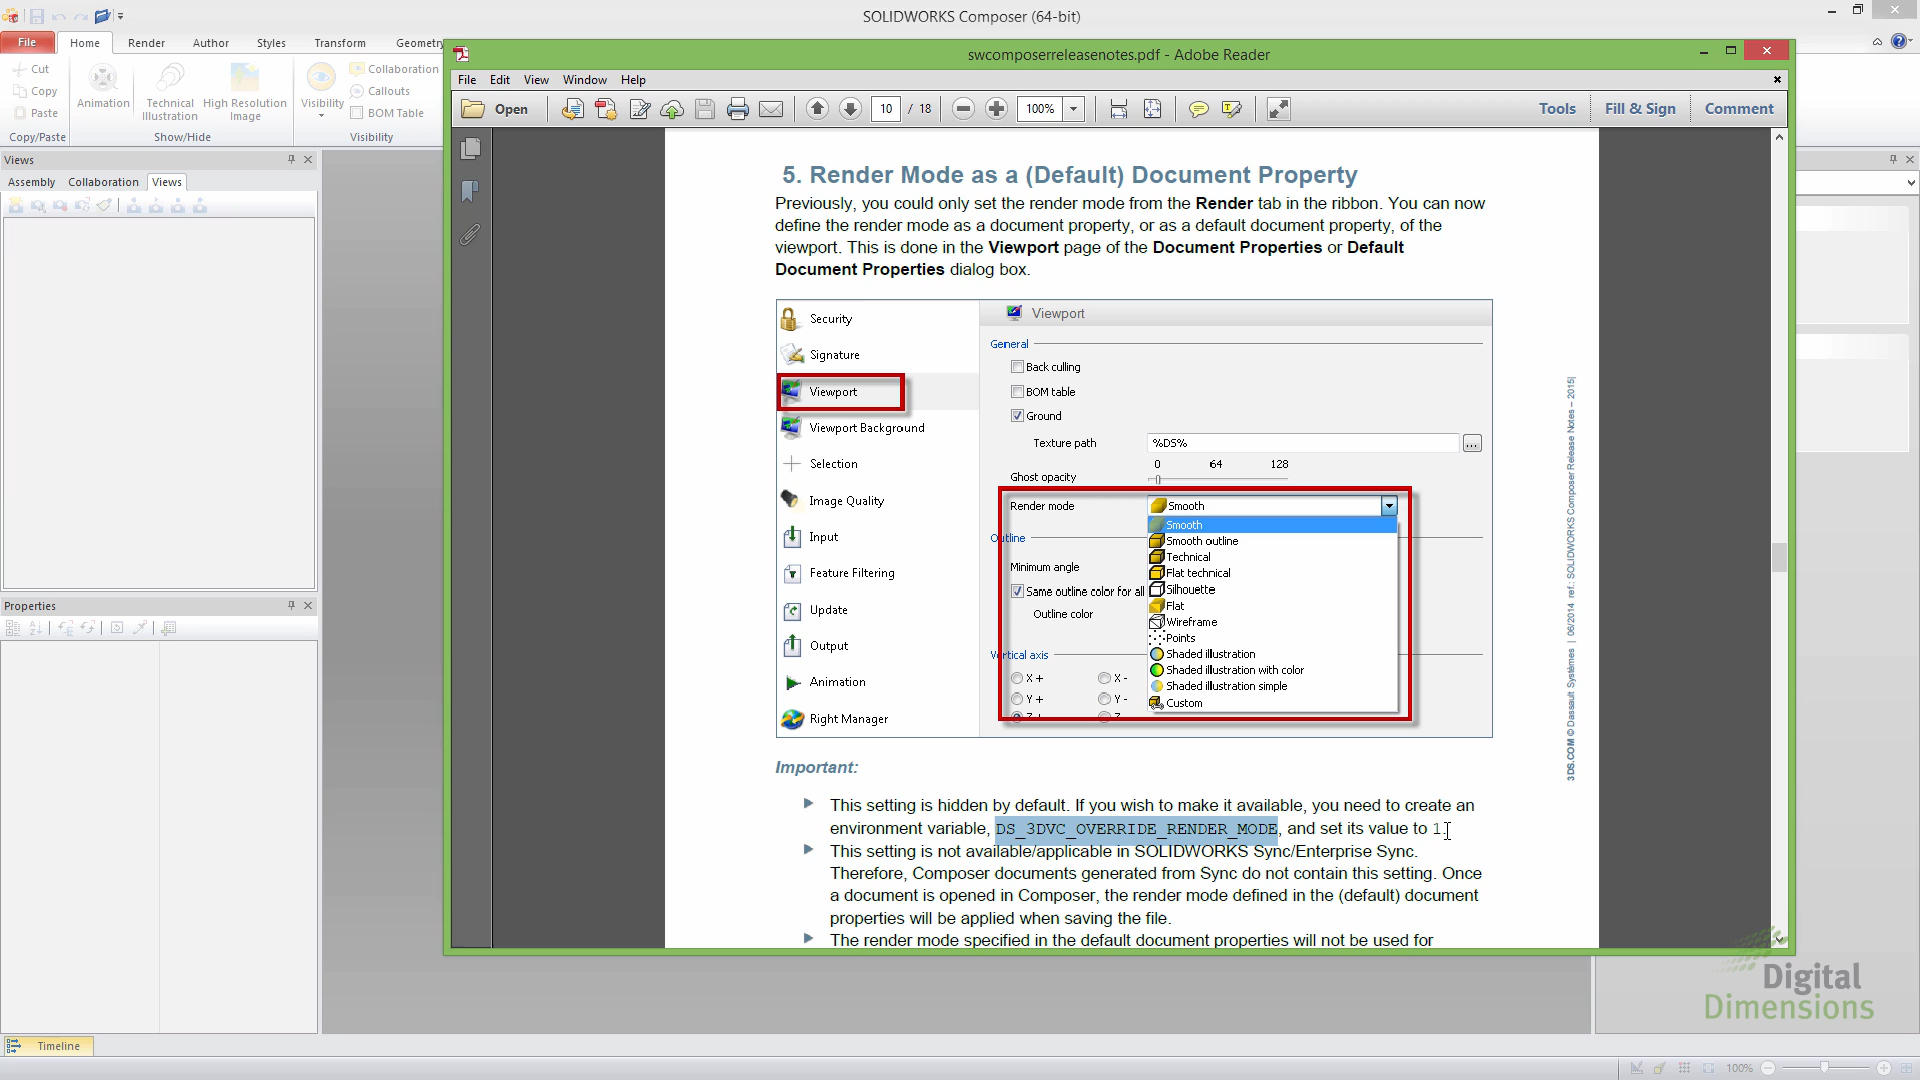 SOLIDWORKS Composer (64-bit)
File
Home
Render
Author
Styles
Transform
Geometry
Cut
Copy
Paste
Copy/Paste
Animation
Technical
Illustration
High Resolution
Image
Show/Hide
Visibility
Collaboration
Callouts
BOM Table
Visibility
Views
Assembly
Collaboration
Views
Properties
Timeline
swcomposerreleasenotes.pdf - Adobe Reader
File Edit View Window Help
Open
10 / 18
100%
Tools
Fill & Sign
Comment
5. Render Mode as a (Default) Document Property
Previously, you could only set the render mode from the Render tab in the ribbon. You can now
define the render mode as a document property, or as a default document property, of the
viewport. This is done in the Viewport page of the Document Properties or Default
Document Properties dialog box.
Security
Signature
Viewport
Viewport Background
Selection
Image Quality
Input
Feature Filtering
Update
Output
Animation
Right Manager
Viewport
General
Back culling
BOM table
Ground
Texture path
%DS%
...
0 64 128
Ghost opacity
Render mode
Smooth
Smooth
Smooth outline
Technical
Flat technical
Silhouette
Flat
Wireframe
Points
Shaded illustration
Shaded illustration with color
Shaded illustration simple
Custom
Outline
Minimum angle
Same outline color for all
Outline color
Vertical axis
X + X -
Y + Y -
Z + Z
3DS.COM © Dassault Systèmes | 06/2014 ref.: SOLIDWORKS Composer Release Notes – 2015|
Important:
This setting is hidden by default. If you wish to make it available, you need to create an
environment variable, DS_3DVC_OVERRIDE_RENDER_MODE, and set its value to 1.
This setting is not available/applicable in SOLIDWORKS Sync/Enterprise Sync.
Therefore, Composer documents generated from Sync do not contain this setting. Once
a document is opened in Composer, the render mode defined in the (default) document
properties will be applied when saving the file.
The render mode specified in the default document properties will not be used for
Digital
Dimensions
100%